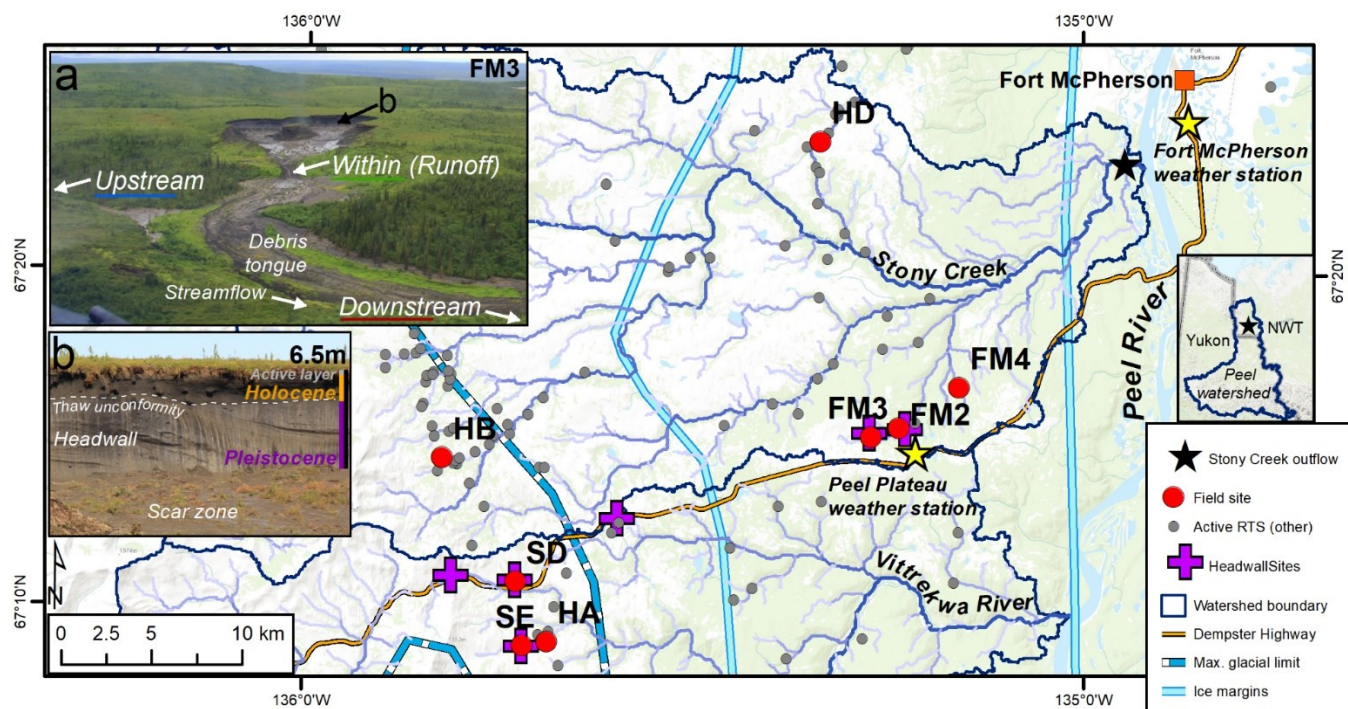 136°0'W
135°0'W
a
FM3
b
Within (Runoff)
Upstream
Debris
tongue
Streamflow
Downstream
b
6.5m
Active layer
Holocene
Thaw unconformity
Headwall
Pleistocene
Scar zone
67°20'N
67°10'N
N
0 2.5 5 10 km
HD
Fort McPherson
Fort McPherson
weather station
Stony Creek
Peel River
FM4
FM3
FM2
Peel Plateau
weather station
HB
SD
SE
HA
Vittrekwa River
67°20'N
Yukon
NWT
Peel
watershed
Stony Creek outflow
Field site
Active RTS (other)
HeadwallSites
Watershed boundary
Dempster Highway
Max. glacial limit
Ice margins
136°0'W
135°0'W